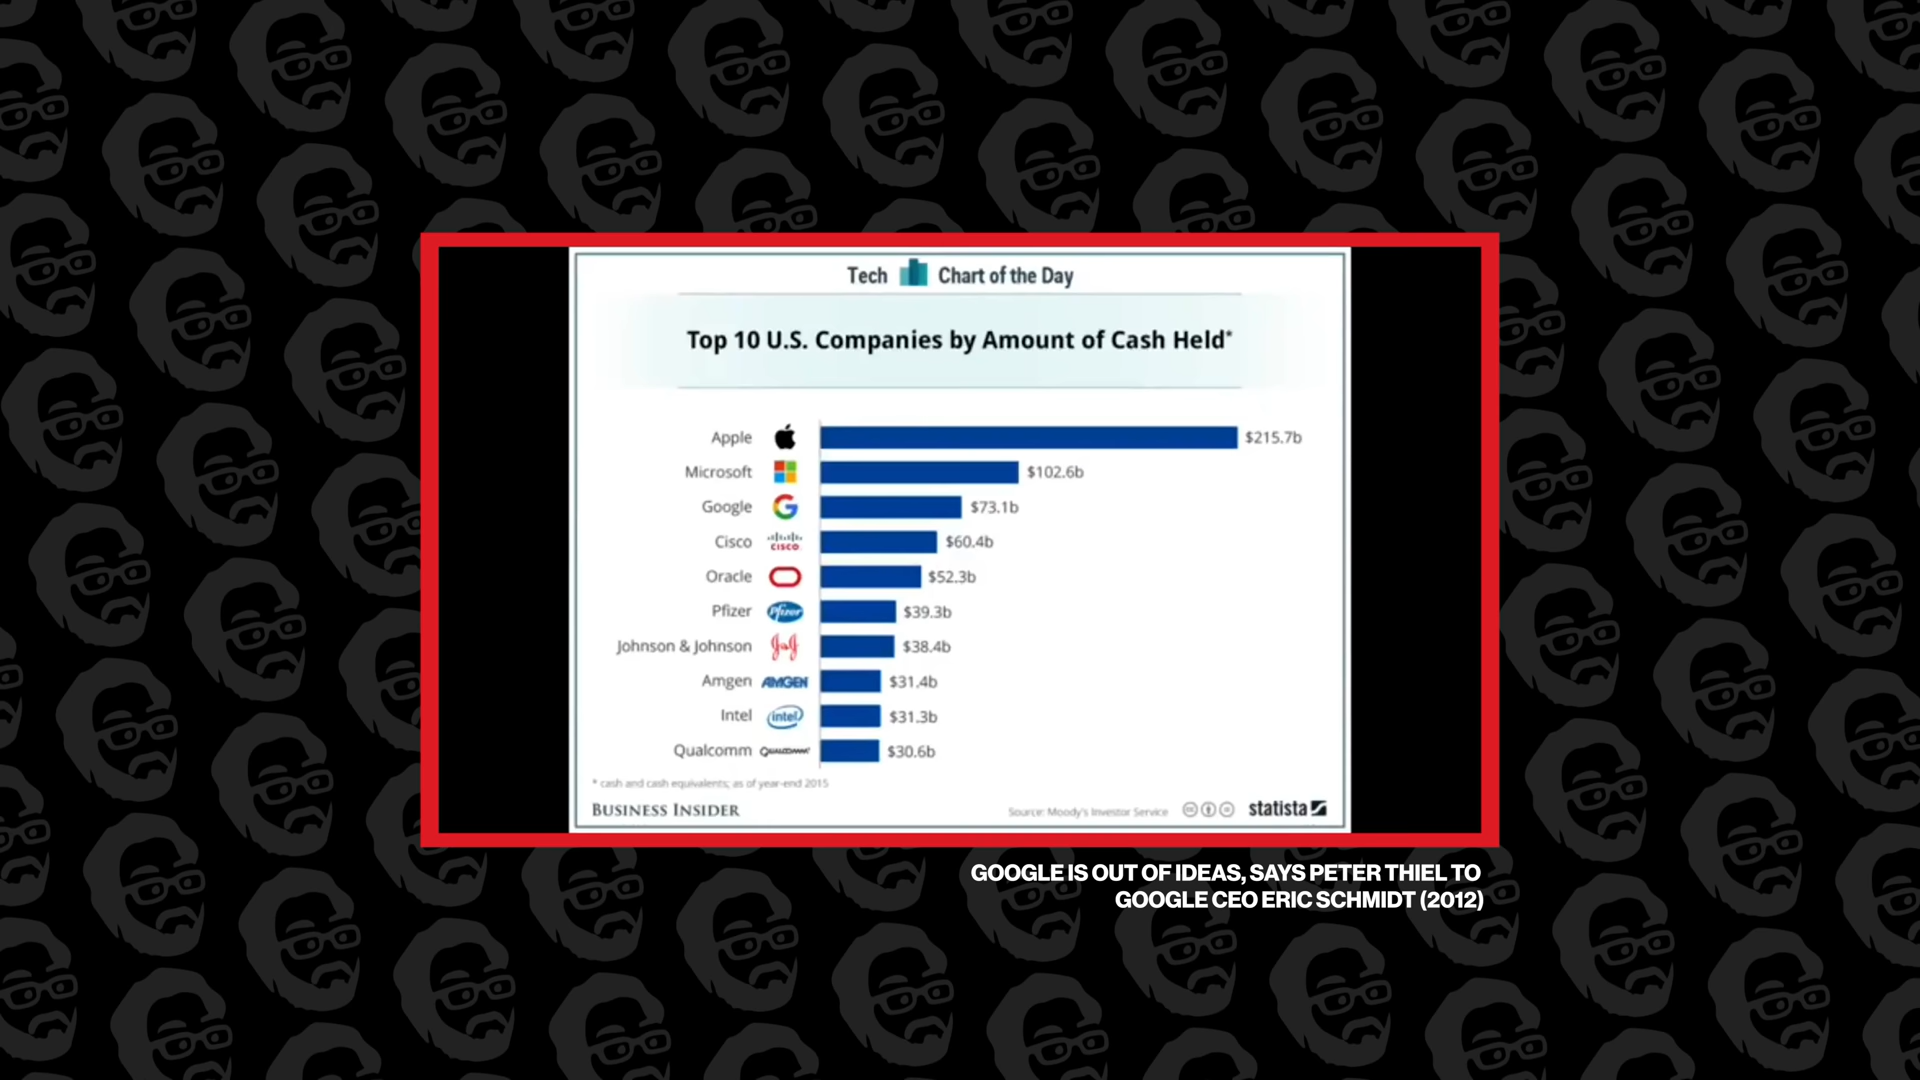 Tech Chart of the Day
Top 10 U.S. Companies by Amount of Cash Held*
Apple $215.7b
Microsoft $102.6b
Google G $73.1b
Cisco CISCO $60.4b
Oracle $52.3b
Pfizer Pfizer $39.3b
Johnson & Johnson J&J $38.4b
Amgen AMGEN $31.4b
Intel intel $31.3b
Qualcomm QUALCOMM $30.6b
* cash and cash equivalents; as of year-end 2015
BUSINESS INSIDER Source: Moody's Investor Service statista
GOOGLE IS OUT OF IDEAS, SAYS PETER THIEL TO
GOOGLE CEO ERIC SCHMIDT (2012)